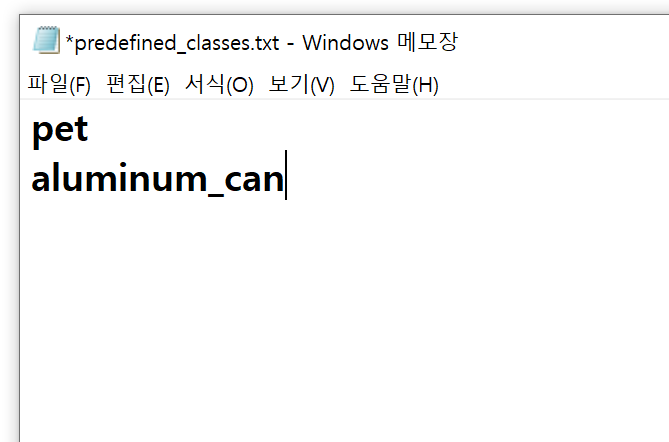 *predefined_classes.txt - Windows 메모장
파일(F) 편집(E) 서식(O) 보기(V) 도움말(H)
pet
aluminum_can